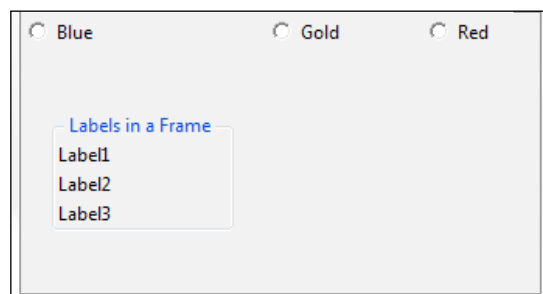 Blue Gold Red
Labels in a Frame
Label1
Label2
Label3